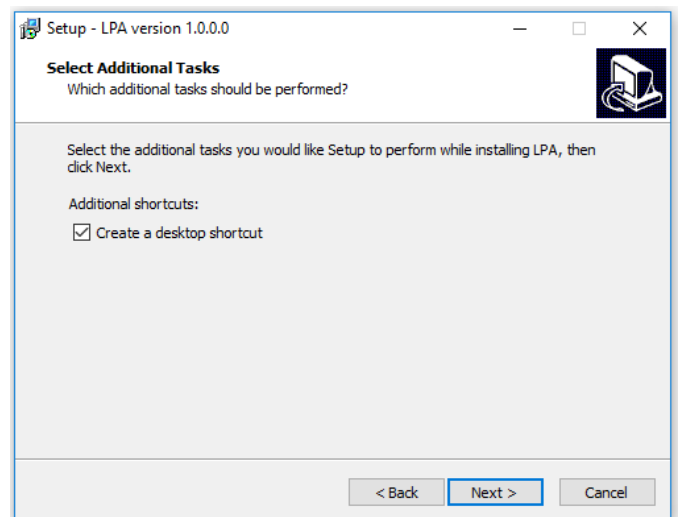 Setup - LPA version 1.0.0.0
Select Additional Tasks
Which additional tasks should be performed?
Select the additional tasks you would like Setup to perform while installing LPA, then
click Next.
Additional shortcuts:
Create a desktop shortcut
< Back Next > Cancel